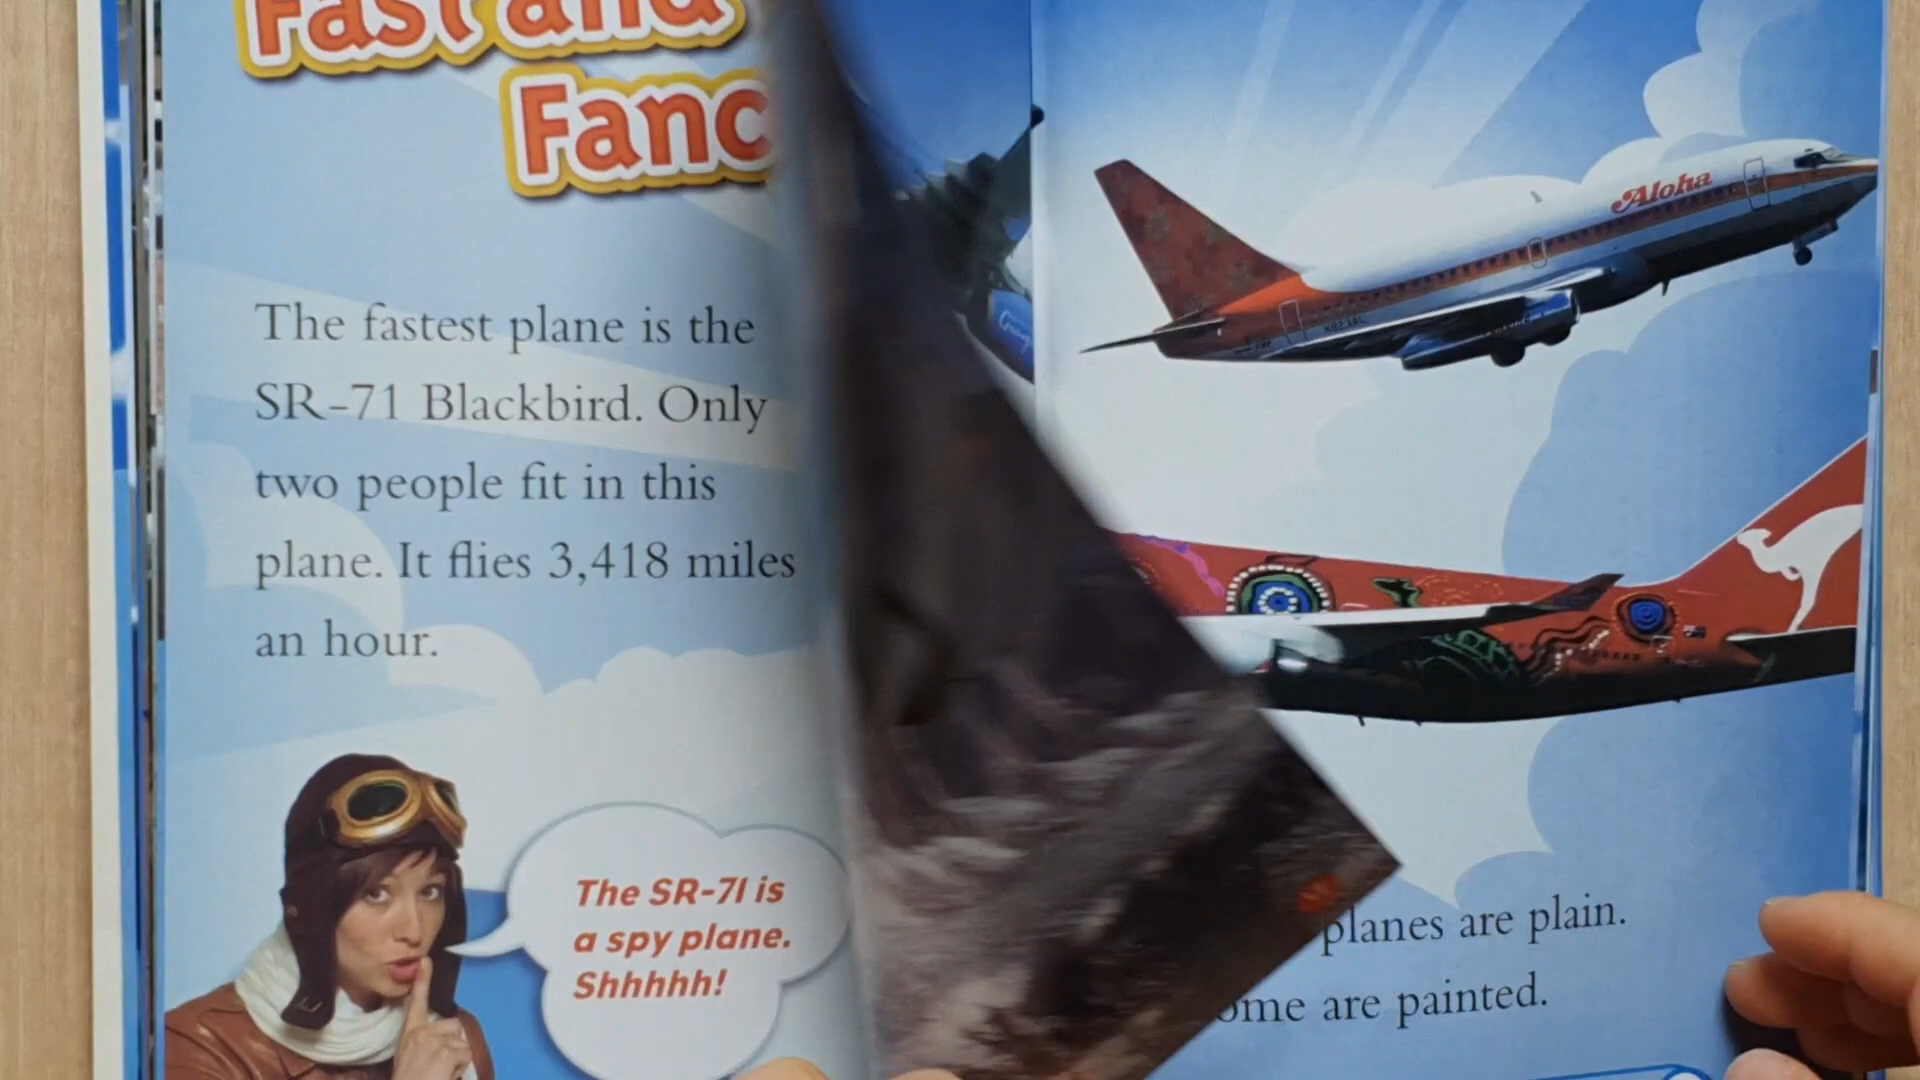 Fast and
Fanc
The fastest plane is the
SR-71 Blackbird. Only
two people fit in this
plane. It flies 3,418 miles
an hour.
The SR-71 is
a spy plane.
Shhhhh!
Aloha
planes are plain.
ome are painted.